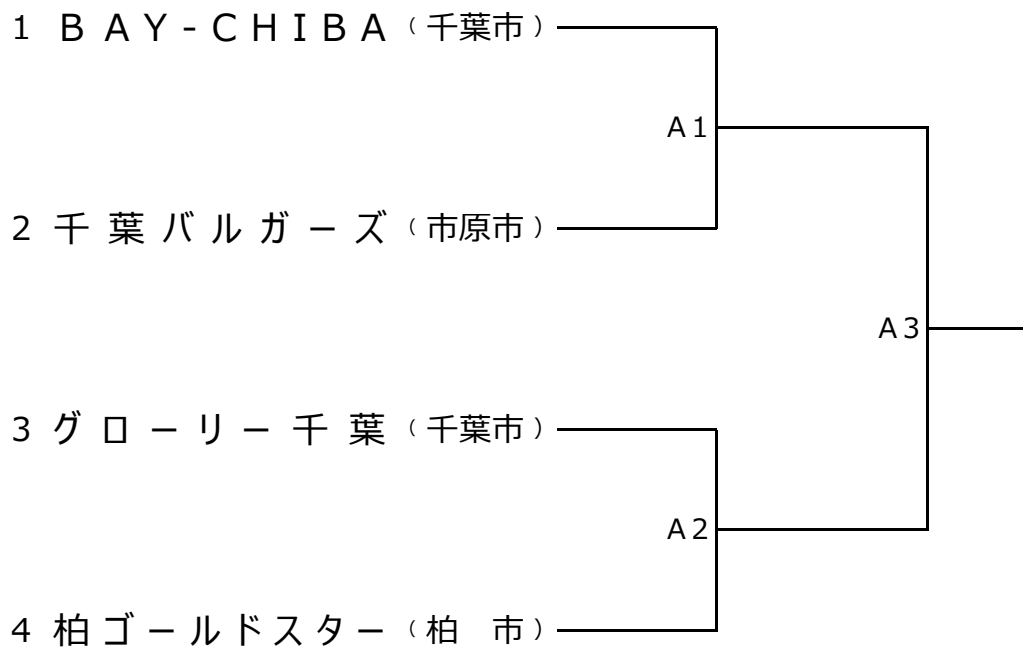 1 BAY-CHIBA(千葉市)
A1
2 千葉バルガーズ(市原市)
A3
3 グローリー千葉(千葉市)
A2
4 柏ゴールドスター(柏　市)